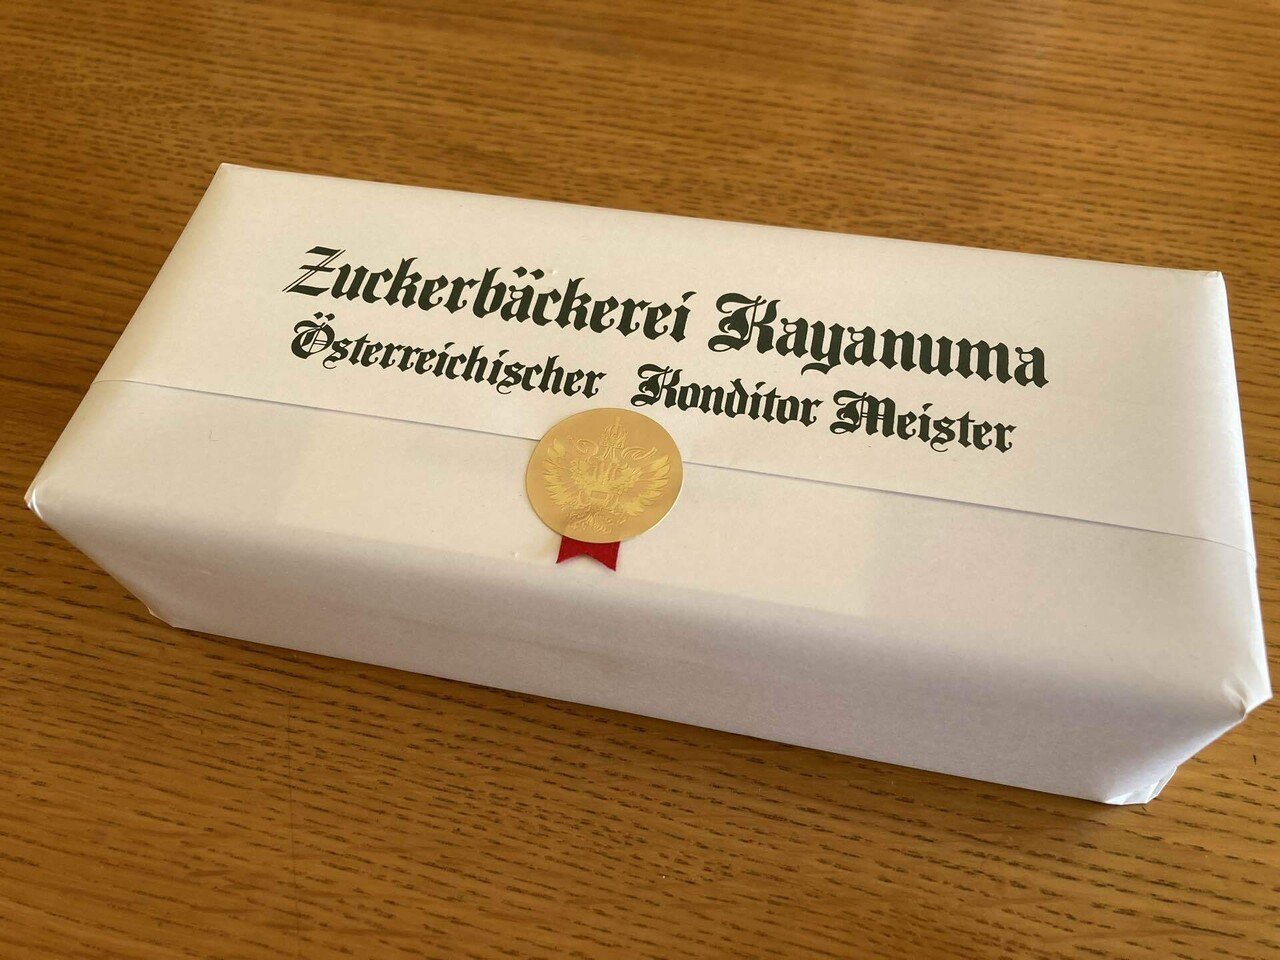 Zuckerbäckerei Kayanuma
Österreichischer Konditor Meister